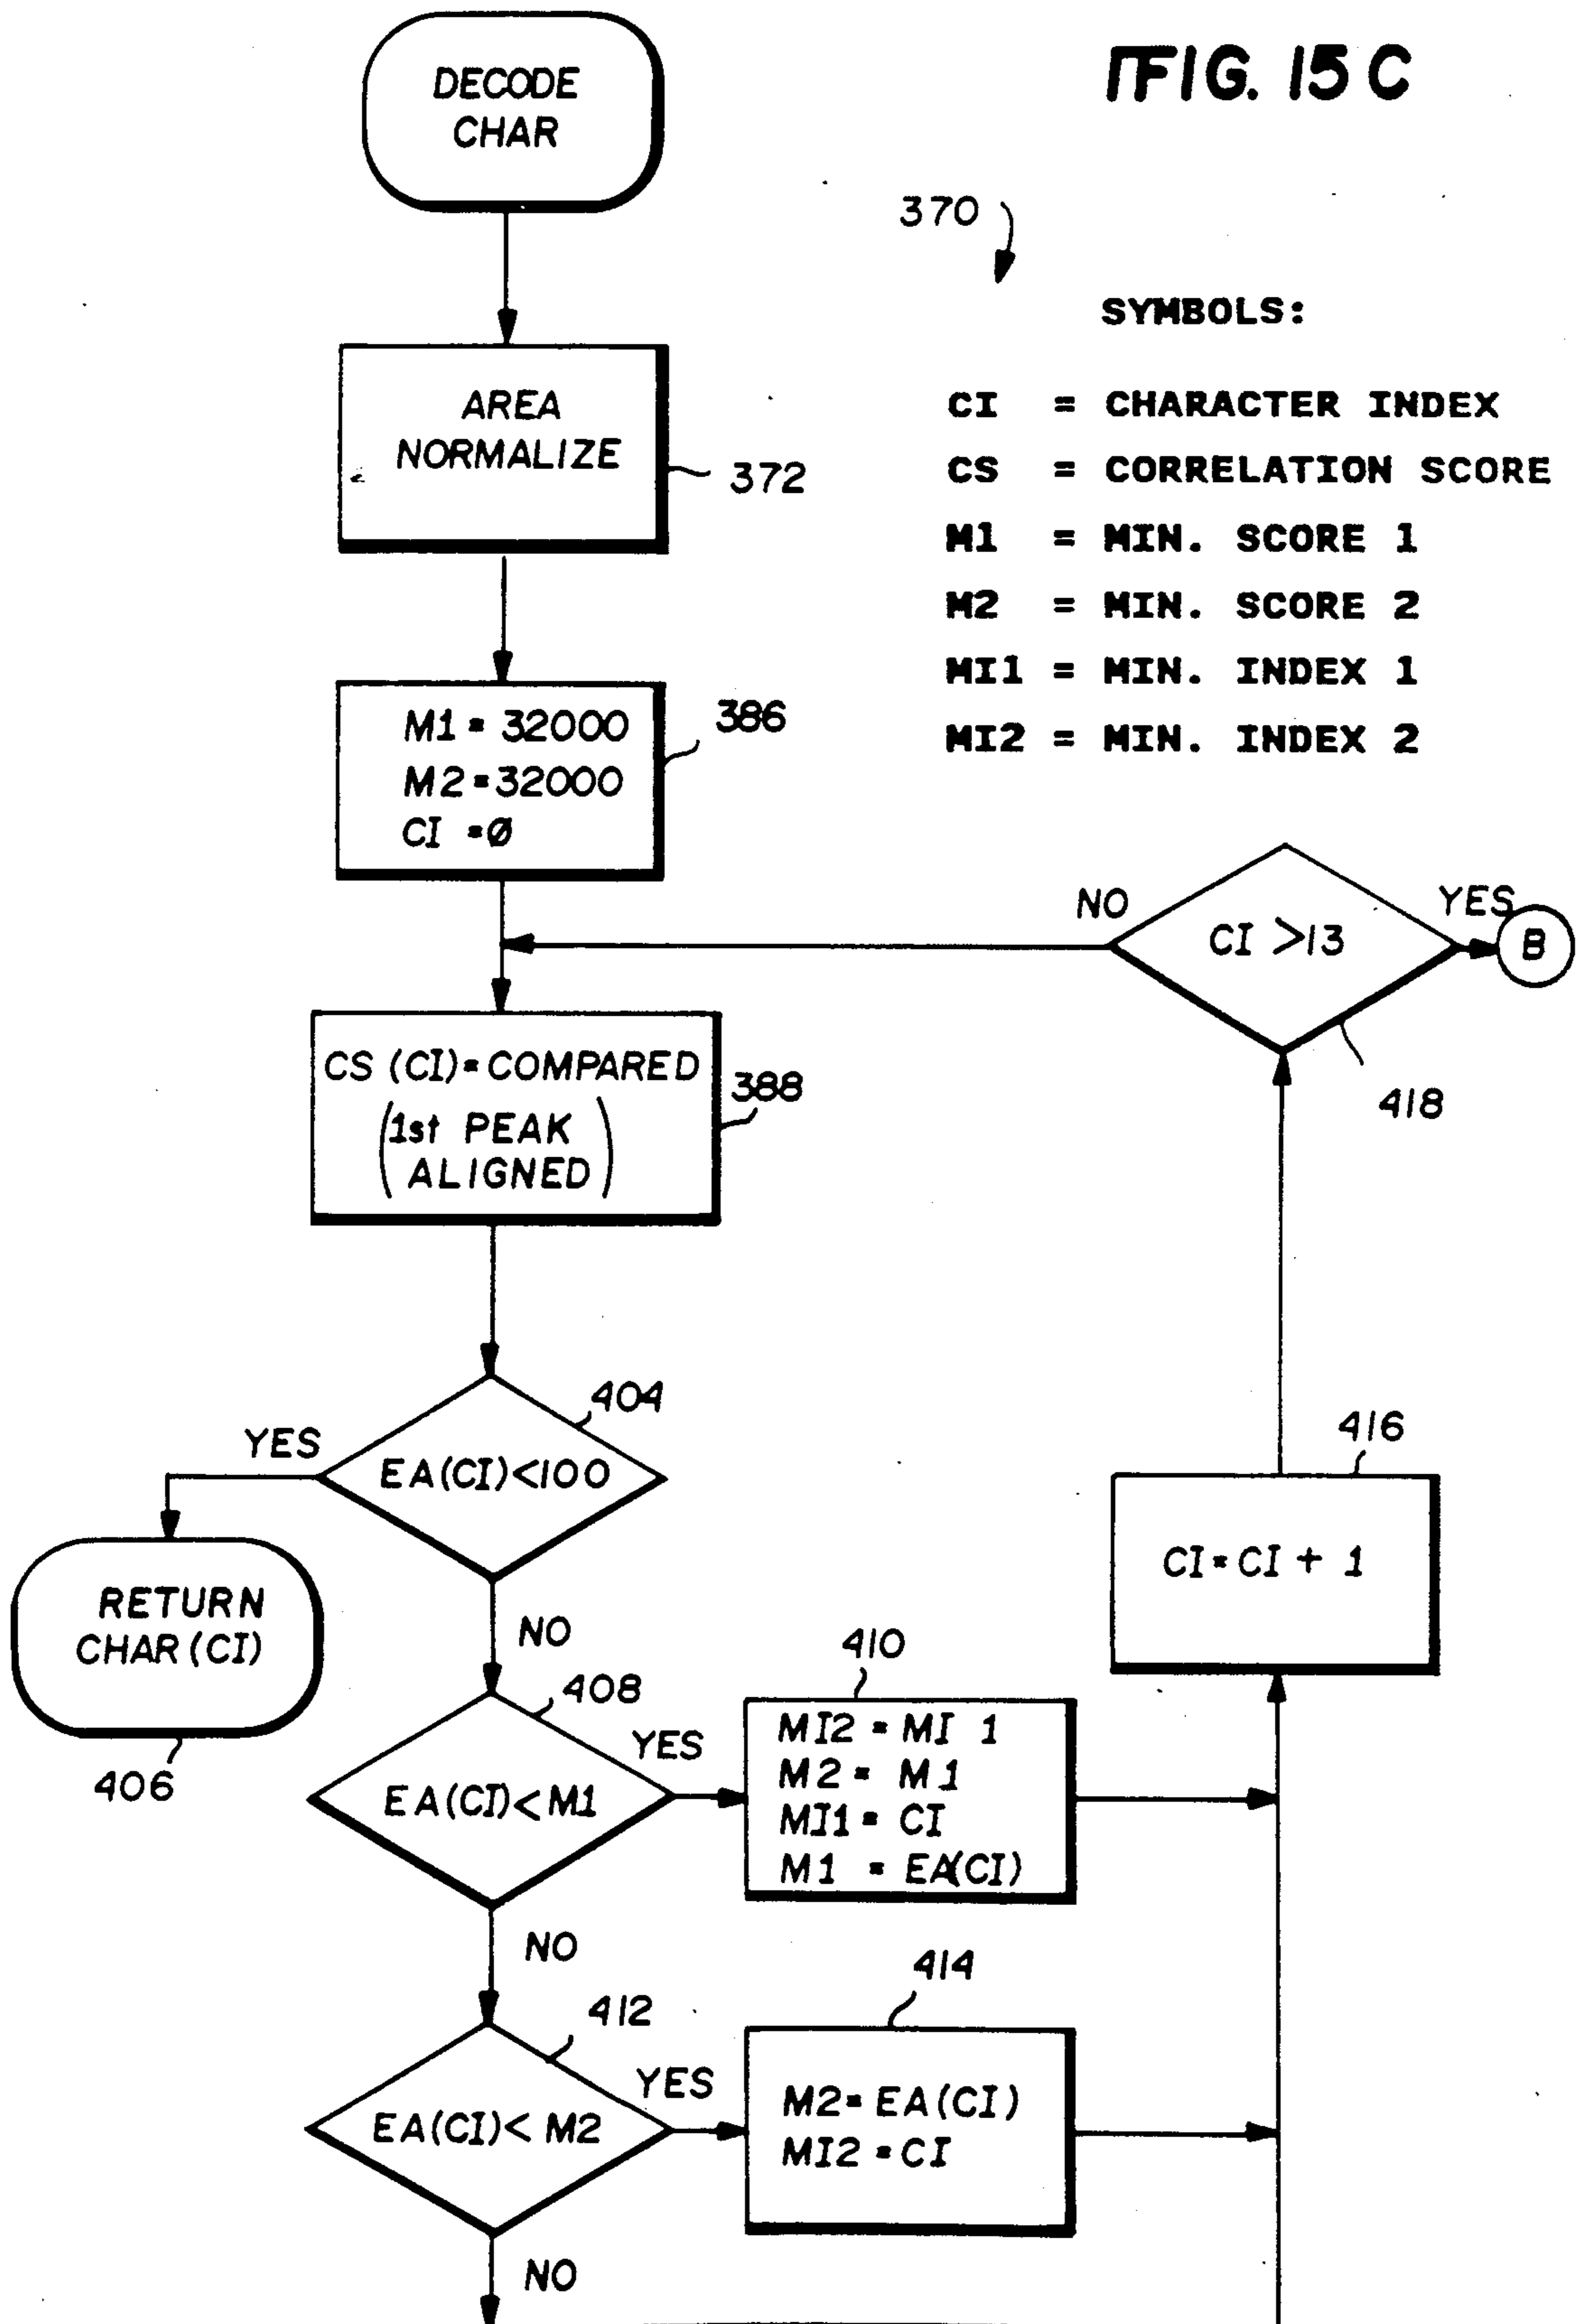 DECODE
CHAR
FIG. 15C
370
SYMBOLS:
CI = CHARACTER INDEX
CS = CORRELATION SCORE
M1 = MIN. SCORE 1
M2 = MIN. SCORE 2
MI1 = MIN. INDEX 1
MI2 = MIN. INDEX 2
AREA
NORMALIZE
372
M1 = 32000
M2 = 32000
CI = Ø
386
NO
CI >13
YES
B
418
CS (CI) = COMPARED
(1st PEAK
ALIGNED)
388
404
YES
EA(CI)<100
RETURN
CHAR (CI)
406
NO
416
CI = CI + 1
408
EA(CI)< M1
YES
410
MI2 = MI 1
M2 = M1
MI1 = CI
M1 = EA(CI)
NO
412
EA(CI)< M2
YES
414
M2 = EA(CI)
MI2 = CI
NO